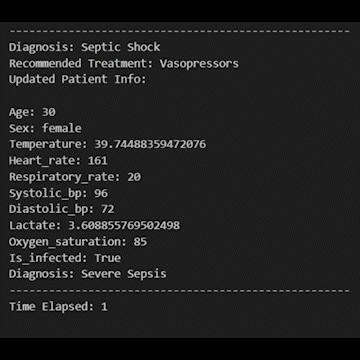 --------------------------------------------------------
Diagnosis: Septic Shock
Recommended Treatment: Vasopressors
Updated Patient Info:
Age: 30
Sex: female
Temperature: 39.74488359472076
Heart_rate: 161
Respiratory_rate: 20
Systolic_bp: 96
Diastolic_bp: 72
Lactate: 3.608855769502498
Oxygen_saturation: 85
Is_infected: True
Diagnosis: Severe Sepsis
--------------------------------------------------------
Time Elapsed: 1